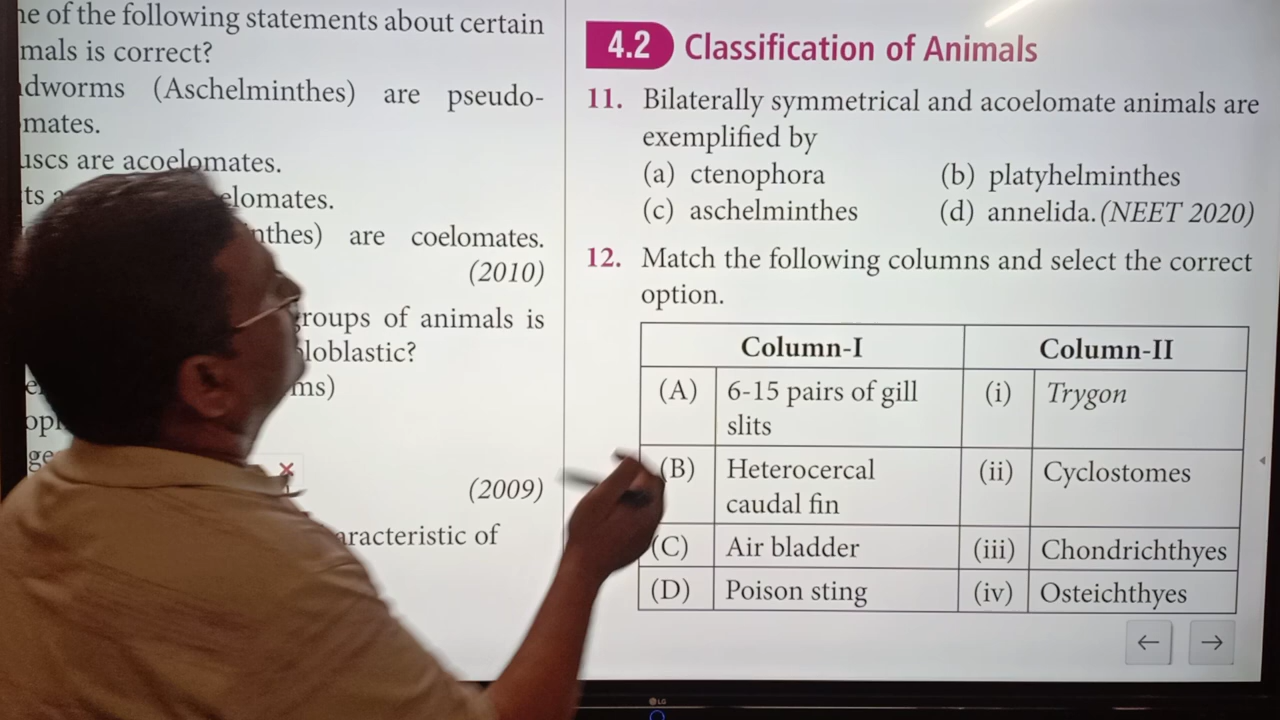 of the following statements about certain
mals is correct?
dworms (Aschelminthes) are pseudo-
mates.
uscs are acoelomates.
ts elomates.
nthes) are coelomates.
(2010)
roups of animals is
loblastic?
ms)
oph
ge
(2009)
aracteristic of
4.2 Classification of Animals
11. Bilaterally symmetrical and acoelomate animals are
exemplified by
(a) ctenophora (b) platyhelminthes
(c) aschelminthes (d) annelida. (NEET 2020)
12. Match the following columns and select the correct
option.
Column-I Column-II
(A) 6-15 pairs of gill (i) Trygon
slits
(B) Heterocercal (ii) Cyclostomes
caudal fin
(C) Air bladder (iii) Chondrichthyes
(D) Poison sting (iv) Osteichthyes
LG